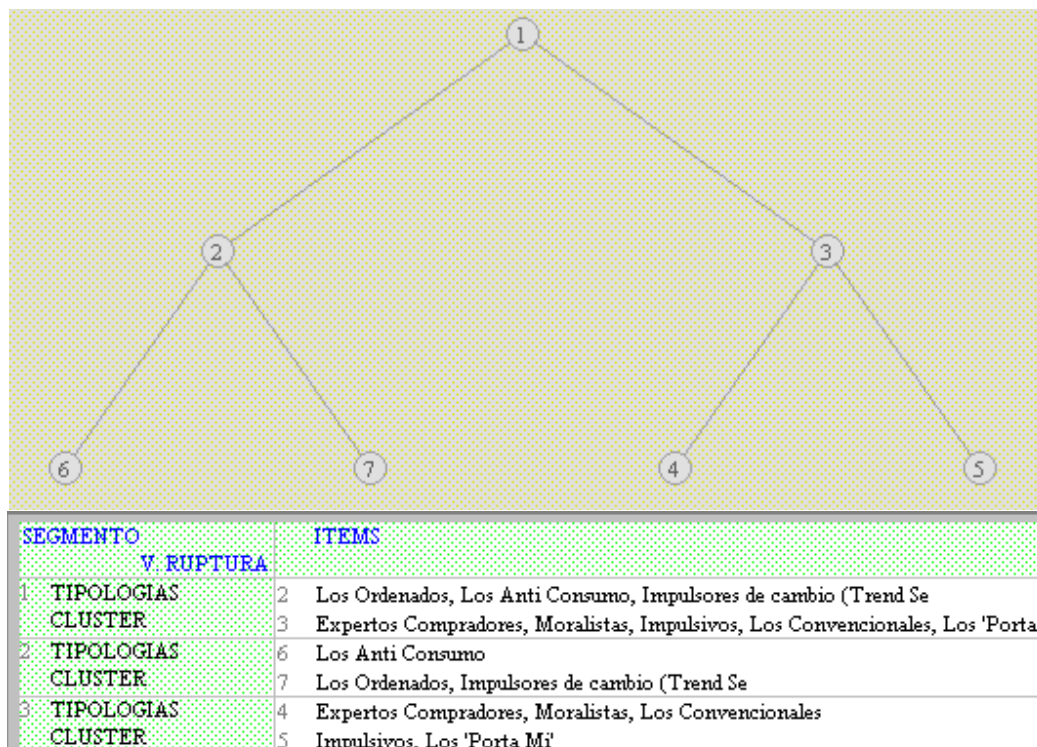 1
2 3
6 7 4 5
SEGMENTO ITEMS
V. RUPTURA
1 TIPOLOGIAS 2 Los Ordenados, Los Anti Consumo, Impulsores de cambio (Trend Se
CLUSTER 3 Expertos Compradores, Moralistas, Impulsivos, Los Convencionales, Los 'Porta
2 TIPOLOGIAS 6 Los Anti Consumo
CLUSTER 7 Los Ordenados, Impulsores de cambio (Trend Se
3 TIPOLOGIAS 4 Expertos Compradores, Moralistas, Los Convencionales
CLUSTER 5 Impulsivos, Los 'Porta Mi'